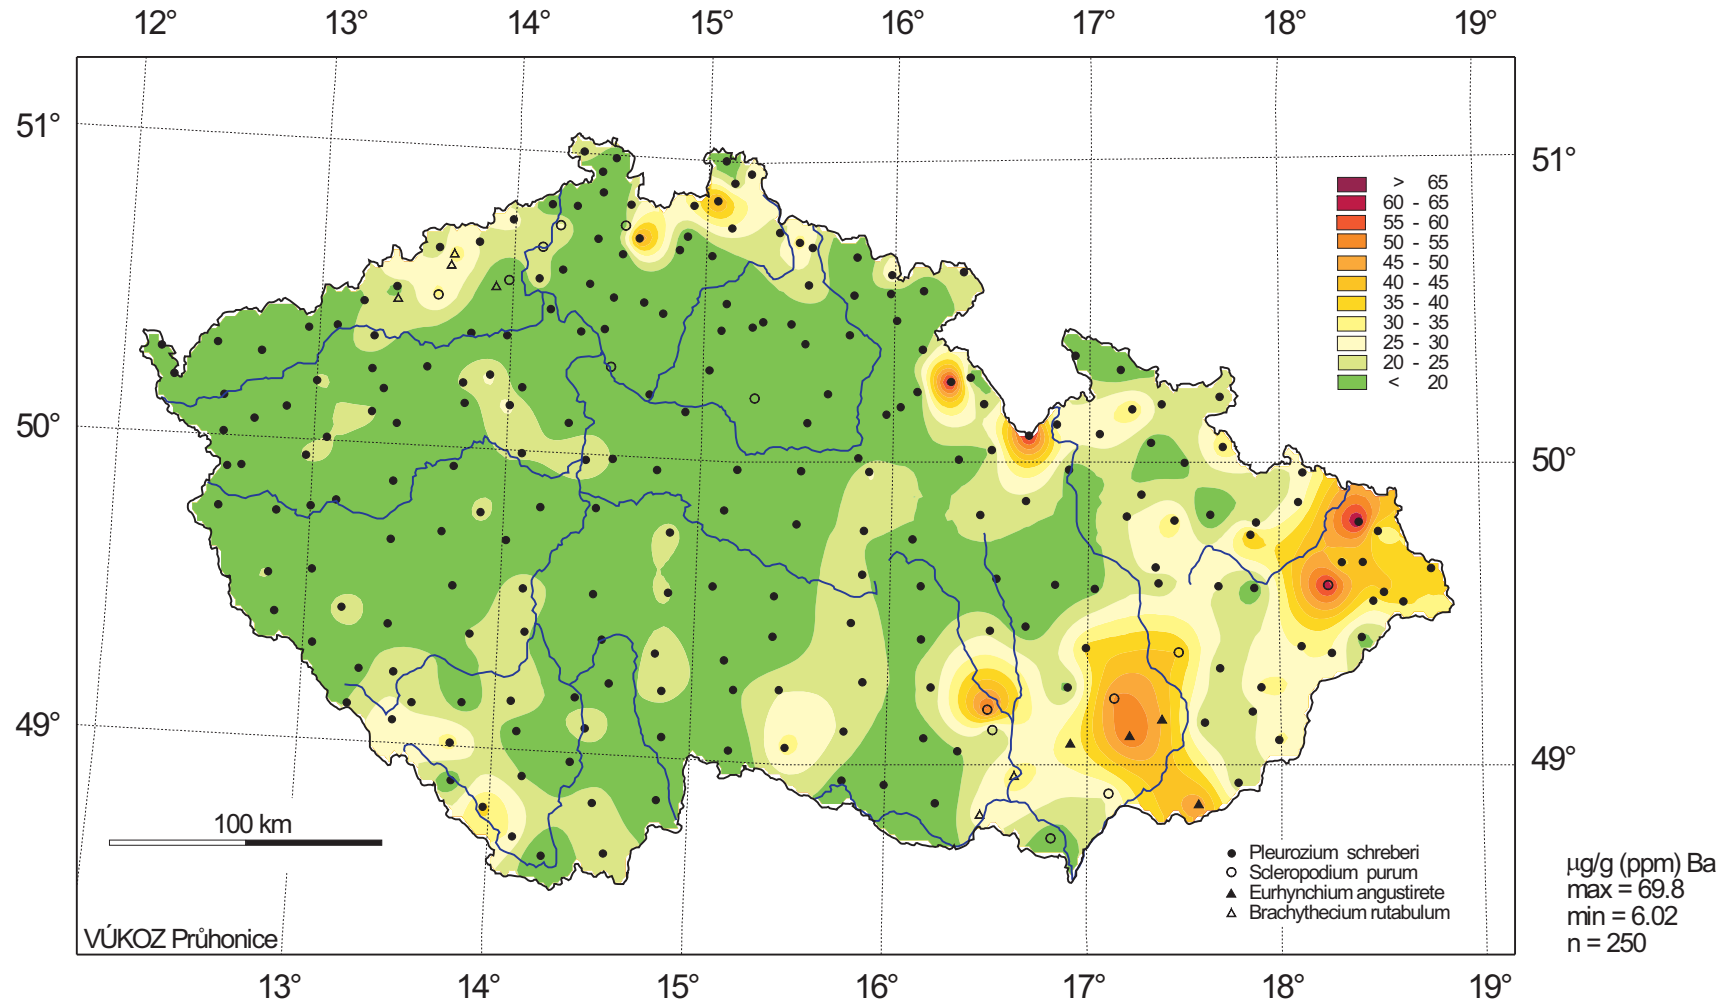 12° 13° 14° 15° 16° 17° 18° 19°
51° 51°
> 65
60 - 65
55 - 60
50 - 55
45 - 50
40 - 45
35 - 40
30 - 35
25 - 30
20 - 25
< 20
50° 50°
49° 49°
100 km
Pleurozium schreberi
Scleropodium purum
Eurhynchium angustirete
Brachythecium rutabulum
µg/g (ppm) Ba
max = 69.8
min = 6.02
n = 250
VÚKOZ Průhonice
13° 14° 15° 16° 17° 18° 19°